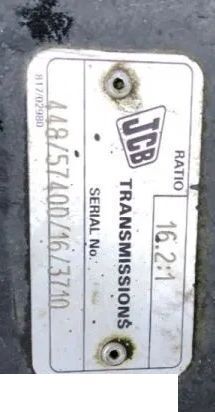 RATIO 16.2:1
JCB TRANSMISSIONS
SERIAL No.
448/57400/16/3710
817/02980